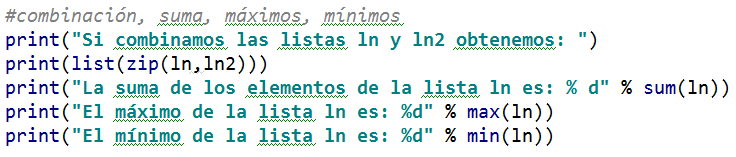 #combinación, suma, máximos, mínimos
print("Si combinamos las listas ln y ln2 obtenemos: ")
print(list(zip(ln,ln2)))
print("La suma de los elementos de la lista ln es: % d" % sum(ln))
print("El máximo de la lista ln es: %d" % max(ln))
print("El mínimo de la lista ln es: %d" % min(ln))